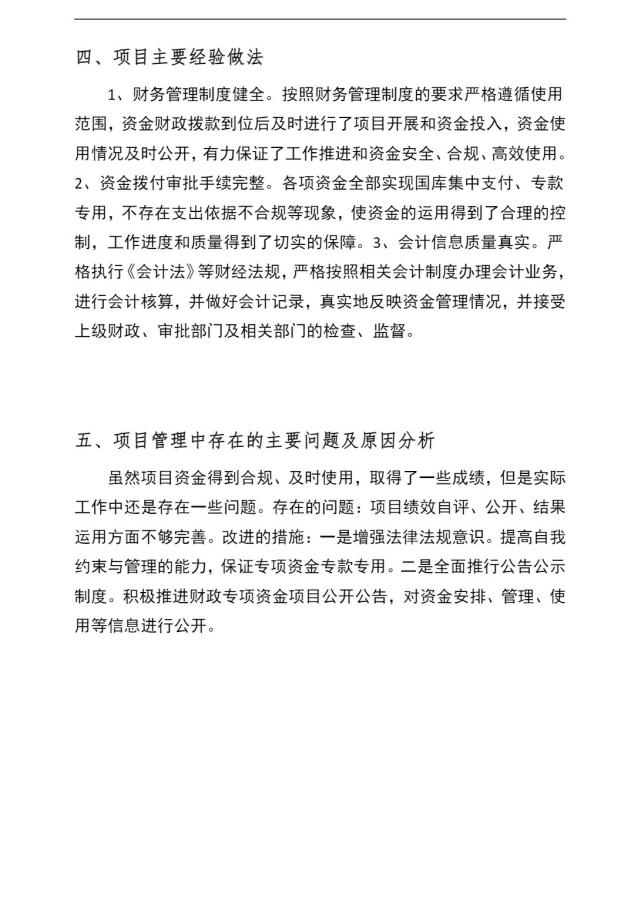 四、项目主要经验做法
1、财务管理制度健全。按照财务管理制度的要求严格遵循使用
范围，资金财政拨款到位后及时进行了项目开展和资金投入，资金使
用情况及时公开，有力保证了工作推进和资金安全、合规、高效使用。
2、资金拨付审批手续完整。各项资金全部实现国库集中支付、专款
专用，不存在支出依据不合规等现象，使资金的运用得到了合理的控
制，工作进度和质量得到了切实的保障。3、会计信息质量真实。严
格执行《会计法》等财经法规，严格按照相关会计制度办理会计业务，
进行会计核算，并做好会计记录，真实地反映资金管理情况，并接受
上级财政、审批部门及相关部门的检查、监督。
五、项目管理中存在的主要问题及原因分析
虽然项目资金得到合规、及时使用，取得了一些成绩，但是实际
工作中还是存在一些问题。存在的问题：项目绩效自评、公开、结果
运用方面不够完善。改进的措施：一是增强法律法规意识。提高自我
约束与管理的能力，保证专项资金专款专用。二是全面推行公告公示
制度。积极推进财政专项资金项目公开公告，对资金安排、管理、使
用等信息进行公开。